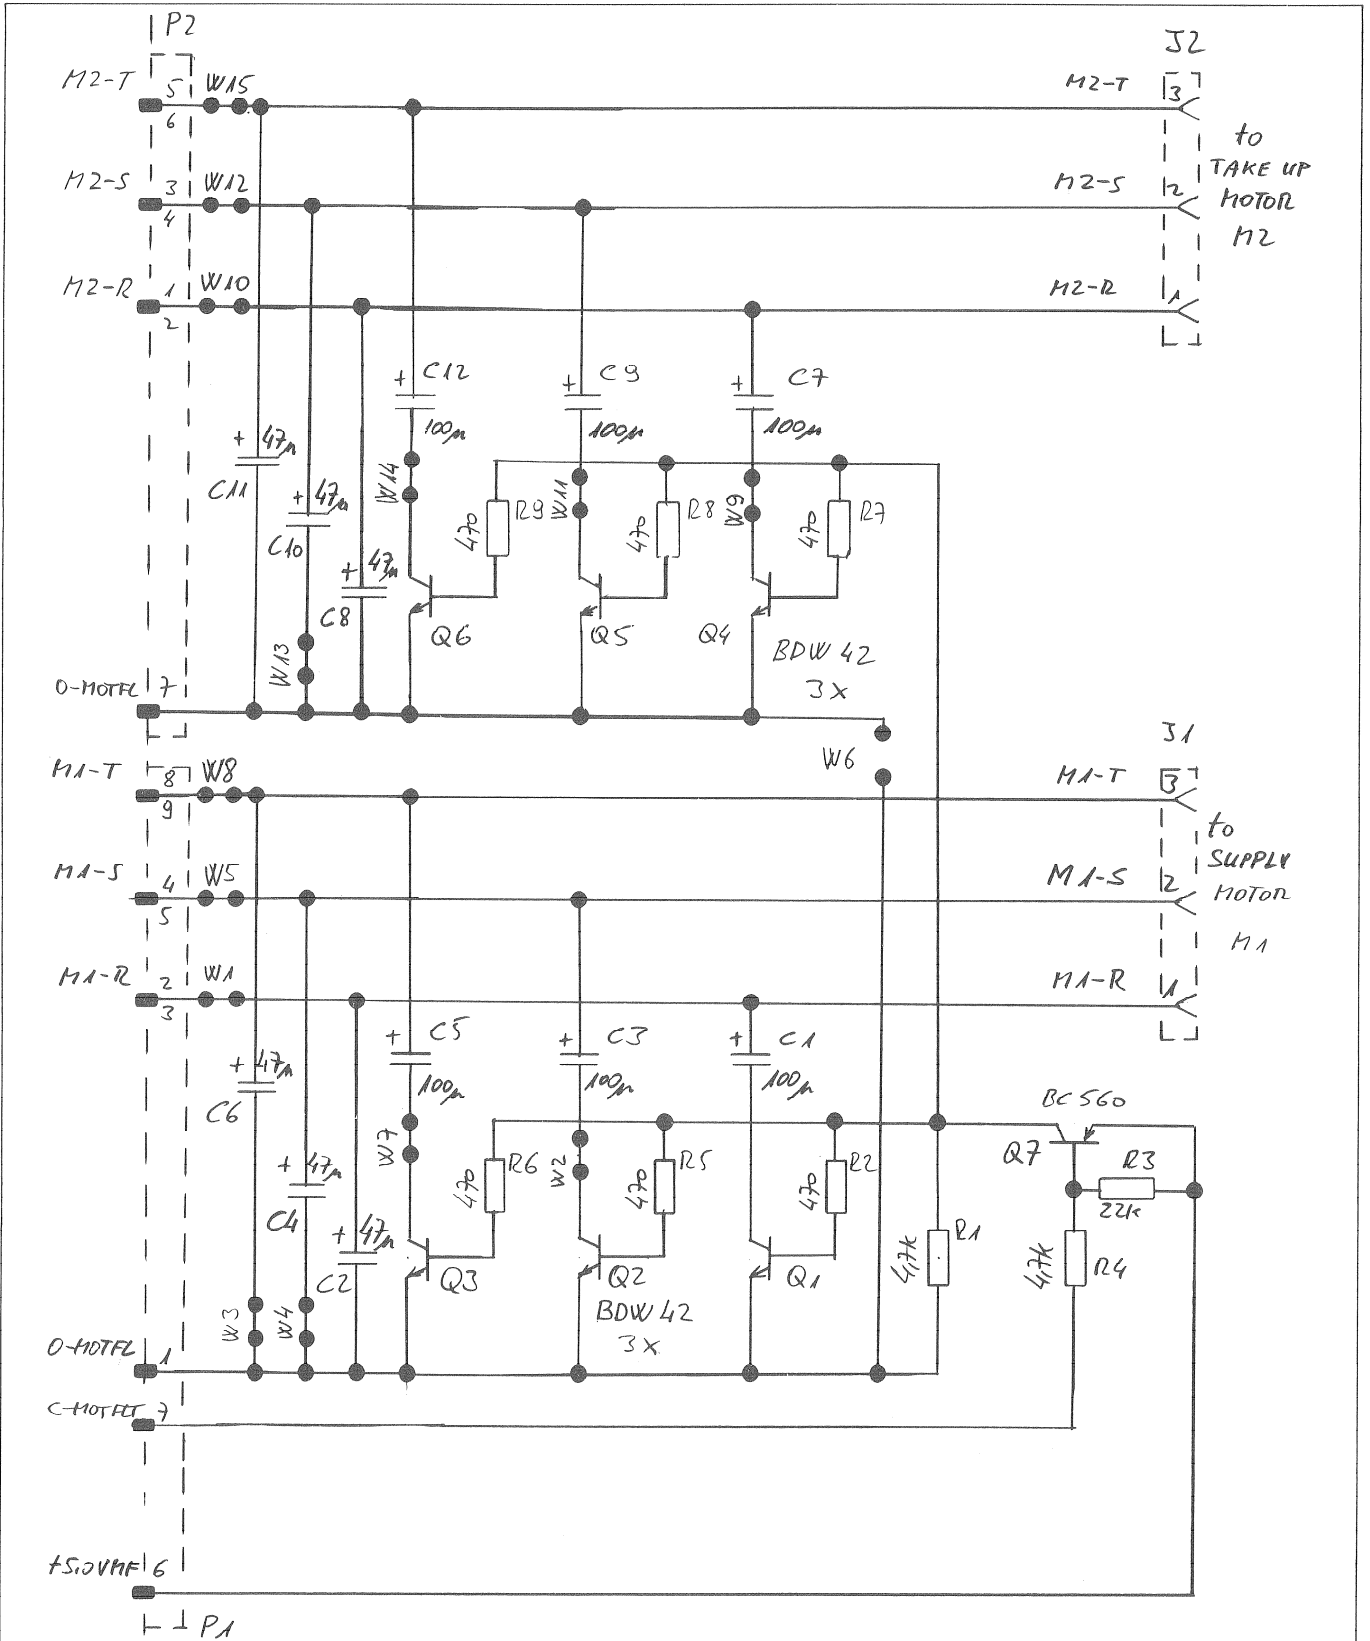 P2
J2
M2-T 5 W15 M2-T 3
6
to
TAKE UP
MOTOR
M2
M2-S 3 W12 M2-S 2
4
M2-R 1 W10 M2-R 1
2
+ C12 + C9 + C7
100µ 100µ 100µ
+ 47µ
C11
W14 W11 W9
+ 47µ
C10
470 R9 470 R8 470 R7
+ 47µ
C8
Q6 Q5 Q4
BDW 42
3x
W13
0-MOTFL 7
W6
J1
M1-T 8 W8 M1-T 3
9
to
SUPPLY
MOTOR
M1
M1-S 4 W5 M1-S 2
5
M1-R 2 W1 M1-R 1
3
+ C5 + C3 + C1
100µ 100µ 100µ
+ 47µ
C6
BC 560
Q7
W7 W2
470 R6 470 R5 470 R2
R3
22k
+ 47µ
C4
+ 47µ
C2
4,7k R1
4,7k R4
Q3 Q2 Q1
BDW 42
3x
W3 W4
0-MOTFL 1
C-MOTFLT 7
+5.0VMF 6
P1